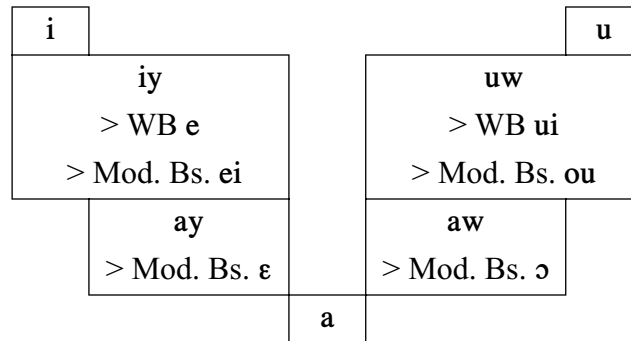 i u
iy uw
> WB e > WB ui
> Mod. Bs. ei > Mod. Bs. ou
ay aw
> Mod. Bs. ɛ > Mod. Bs. ɔ
a